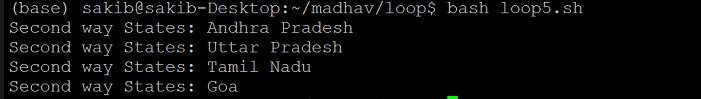 (base) sakib@sakib-Desktop:~/madhav/loop$ bash loop5.sh
Second way States: Andhra Pradesh
Second way States: Uttar Pradesh
Second way States: Tamil Nadu
Second way States: Goa